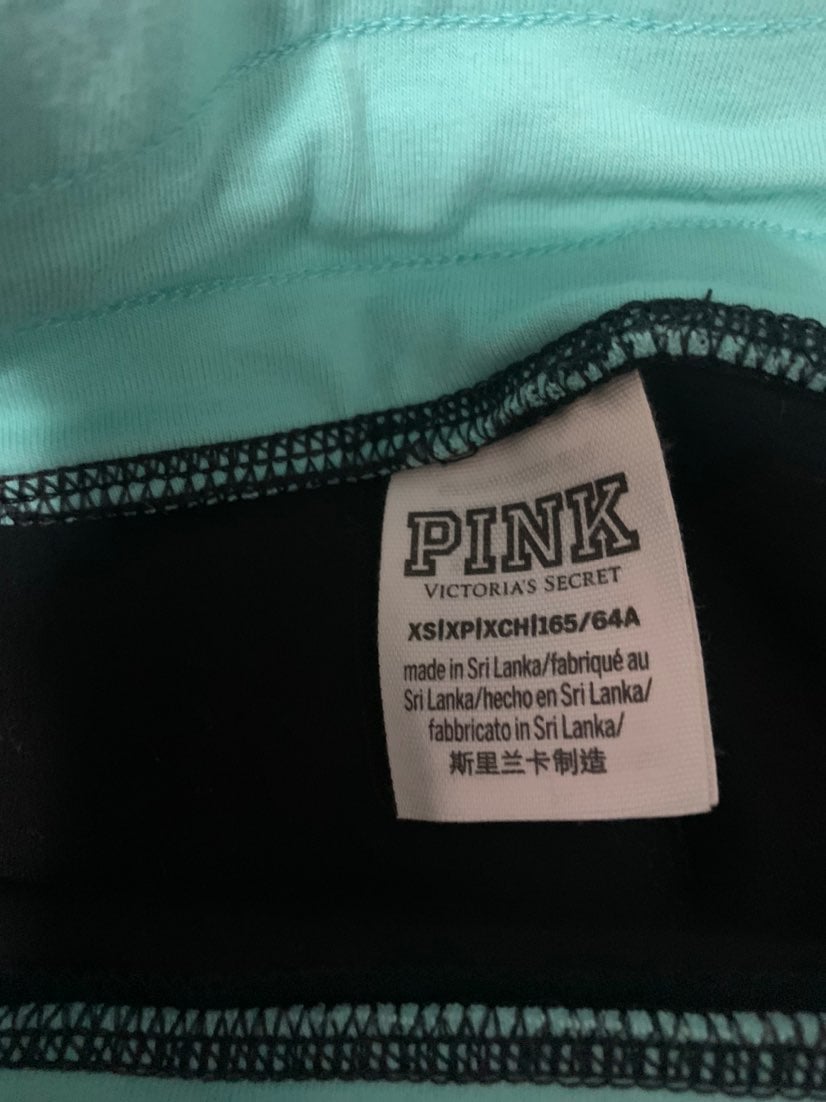 PINK
VICTORIA'S SECRET
XS|XP|XCH|165/64A
made in Sri Lanka/fabriqué au
Sri Lanka/hecho en Sri Lanka/
fabbricato in Sri Lanka/
斯里兰卡制造